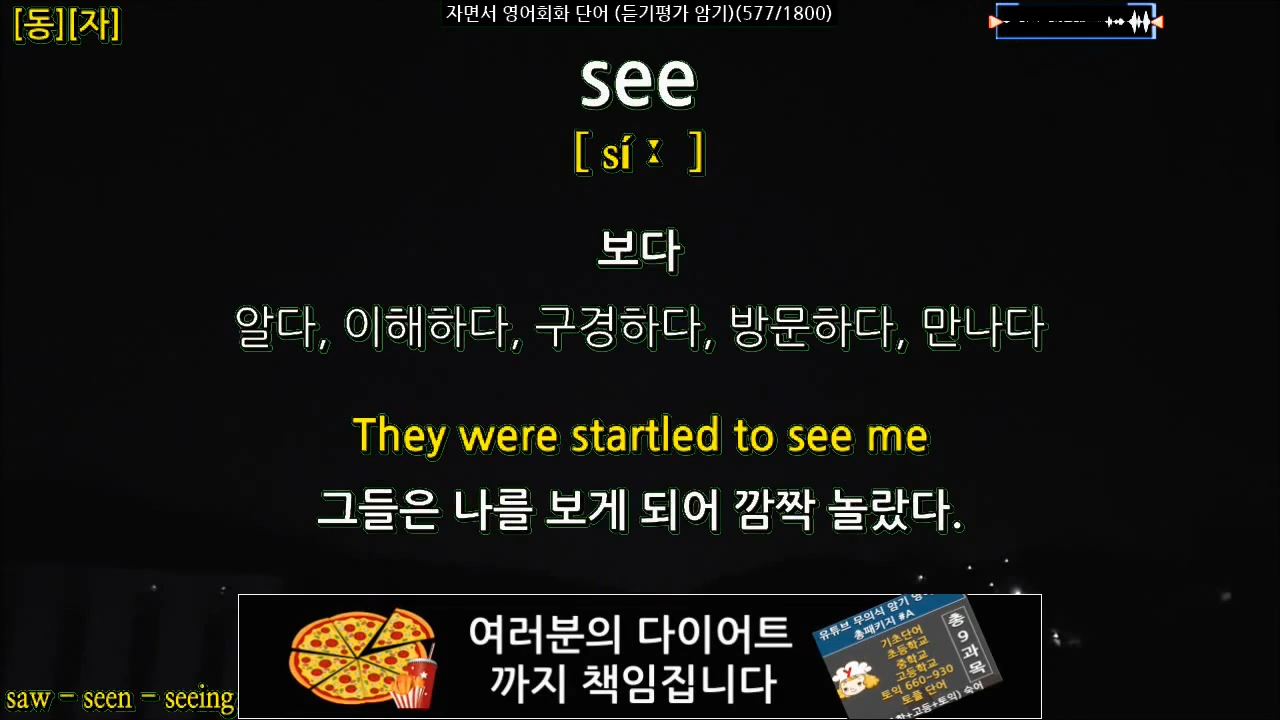 [동][자]
자면서 영어회화 단어 (듣기평가 암기)(577/1800)
see
[ síː ]
보다
알다, 이해하다, 구경하다, 방문하다, 만나다
They were startled to see me
그들은 나를 보게 되어 깜짝 놀랐다.
여러분의 다이어트
까지 책임집니다
유튜브 무의식 암기
총패키지 #A
기초단어
초등학교
중학교
고등학교
토익 660~930
토플 단어
총9과목
+고등+토익) 숙어
saw - seen - seeing